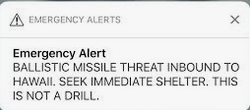 EMERGENCY ALERTS
Emergency Alert
BALLISTIC MISSILE THREAT INBOUND TO
HAWAII. SEEK IMMEDIATE SHELTER. THIS
IS NOT A DRILL.